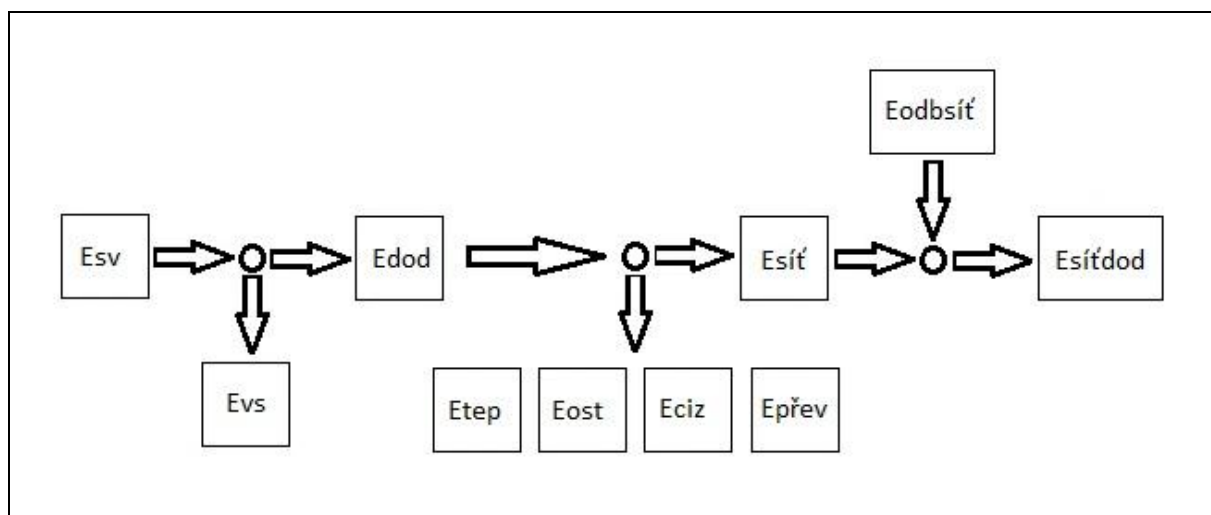 Eodbsíť
Esv
Edod
Esíť
Esíťdod
Evs
Etep
Eost
Eciz
Epřev